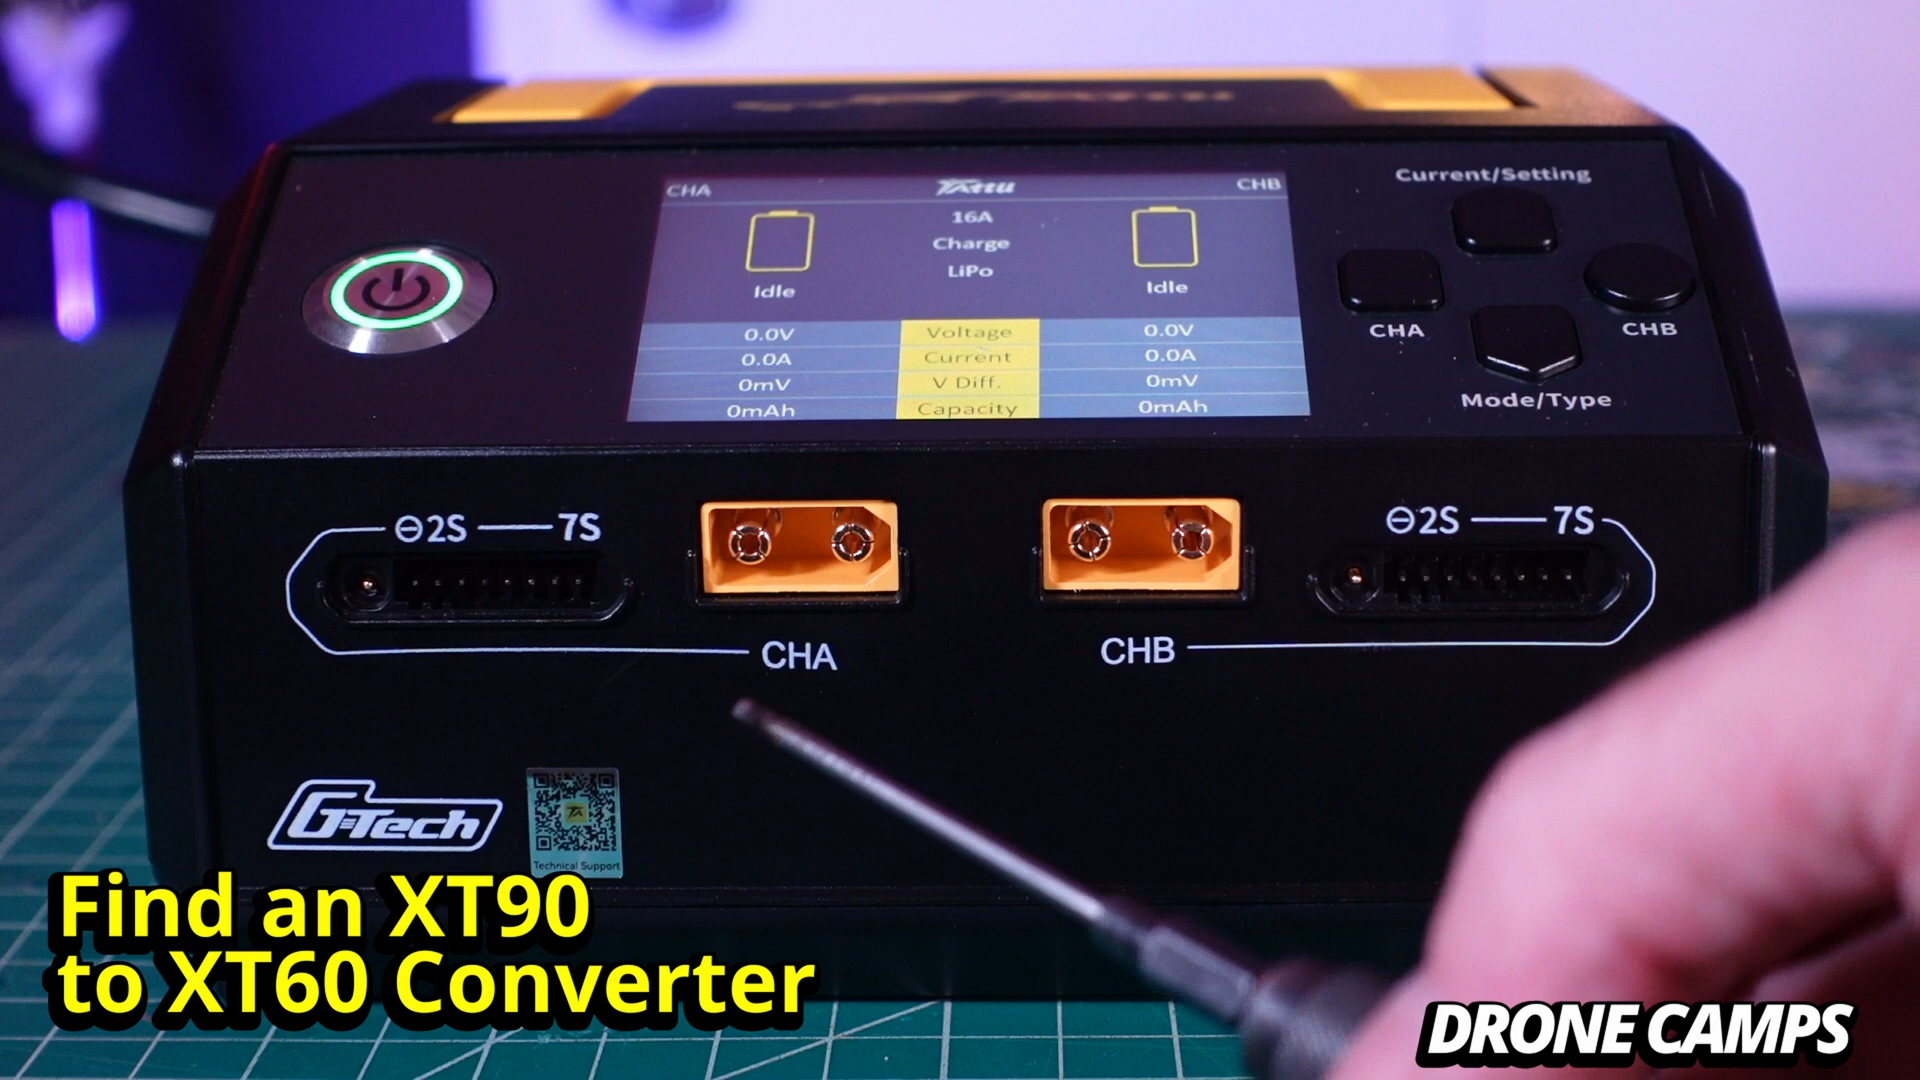 Current/Setting
CHA
TATTU
CHB
16A
Charge
LiPo
Idle
Idle
0.0V
Voltage
0.0V
0.0A
Current
0.0A
0mV
V Diff.
0mV
0mAh
Capacity
0mAh
CHA
CHB
Mode/Type
⊖2S
7S
⊖2S
7S
CHA
CHB
G-Tech
TA
Technical Support
Find an XT90
to XT60 Converter
DRONE CAMPS